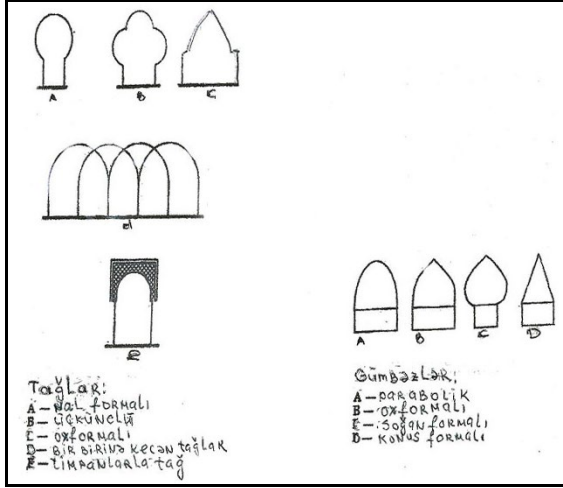 A B C
d
E
Tağlar:
A – Nal formalı
B – üçkünclü
C – oxformalı
D – bir birinə keçən tağlar
E – timpanlarla tağ
A B C D
Gümbəzlər:
A – parabolik
B – oxformalı
C – soğan formalı
D – konus formalı